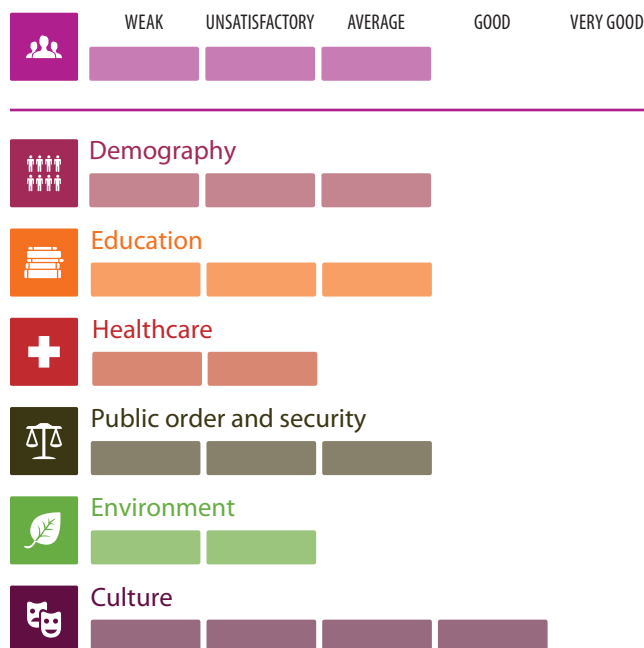 WEAK UNSATISFACTORY AVERAGE GOOD VERY GOOD
Demography
Education
Healthcare
Public order and security
Environment
Culture